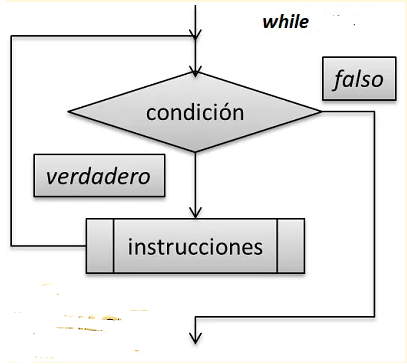 while
falso
condición
verdadero
instrucciones